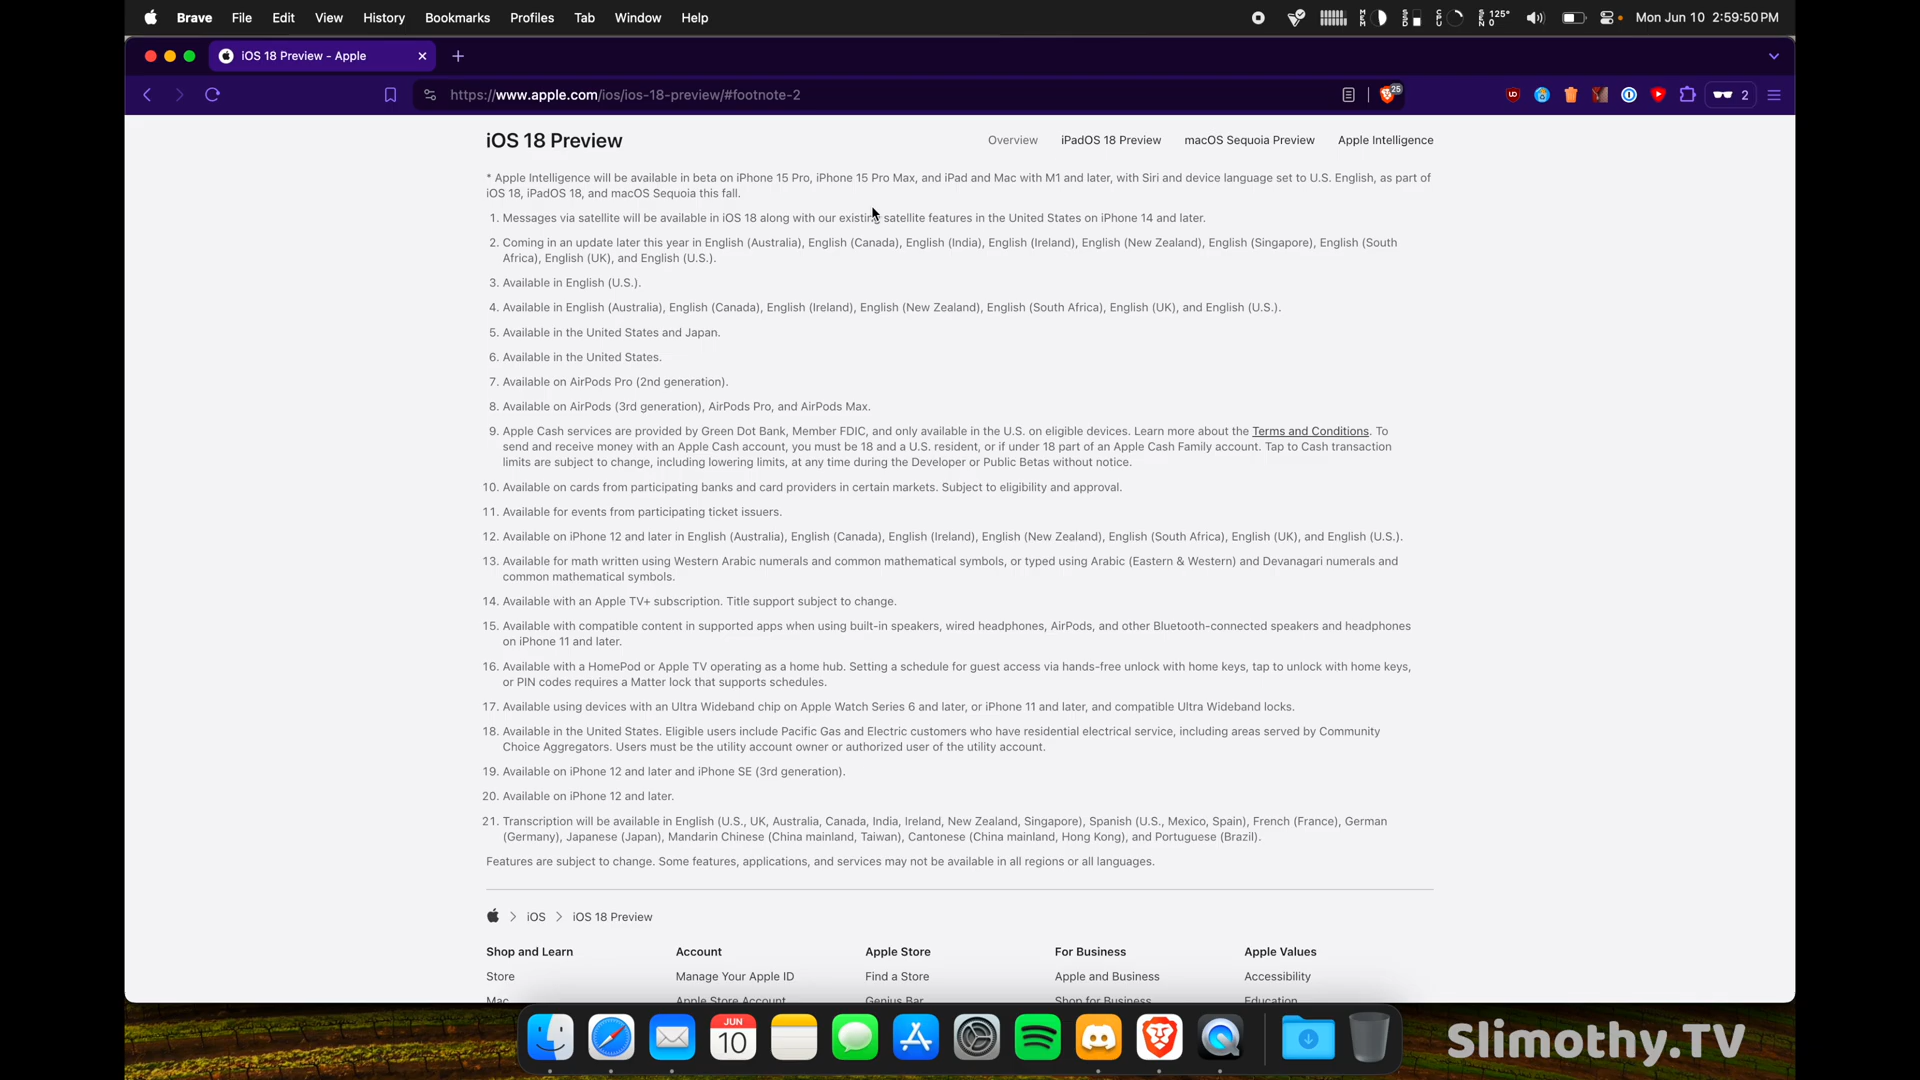 Brave File Edit View History Bookmarks Profiles Tab Window Help
MEM SSD CPU SEN 125° 0 Mon Jun 10 2:59:50 PM
iOS 18 Preview - Apple
https://www.apple.com/ios/ios-18-preview/#footnote-2
25
2
iOS 18 Preview
Overview iPadOS 18 Preview macOS Sequoia Preview Apple Intelligence
* Apple Intelligence will be available in beta on iPhone 15 Pro, iPhone 15 Pro Max, and iPad and Mac with M1 and later, with Siri and device language set to U.S. English, as part of
iOS 18, iPadOS 18, and macOS Sequoia this fall.
1. Messages via satellite will be available in iOS 18 along with our existing satellite features in the United States on iPhone 14 and later.
2. Coming in an update later this year in English (Australia), English (Canada), English (India), English (Ireland), English (New Zealand), English (Singapore), English (South
Africa), English (UK), and English (U.S.).
3. Available in English (U.S.).
4. Available in English (Australia), English (Canada), English (Ireland), English (New Zealand), English (South Africa), English (UK), and English (U.S.).
5. Available in the United States and Japan.
6. Available in the United States.
7. Available on AirPods Pro (2nd generation).
8. Available on AirPods (3rd generation), AirPods Pro, and AirPods Max.
9. Apple Cash services are provided by Green Dot Bank, Member FDIC, and only available in the U.S. on eligible devices. Learn more about the Terms and Conditions. To
send and receive money with an Apple Cash account, you must be 18 and a U.S. resident, or if under 18 part of an Apple Cash Family account. Tap to Cash transaction
limits are subject to change, including lowering limits, at any time during the Developer or Public Betas without notice.
10. Available on cards from participating banks and card providers in certain markets. Subject to eligibility and approval.
11. Available for events from participating ticket issuers.
12. Available on iPhone 12 and later in English (Australia), English (Canada), English (Ireland), English (New Zealand), English (South Africa), English (UK), and English (U.S.).
13. Available for math written using Western Arabic numerals and common mathematical symbols, or typed using Arabic (Eastern & Western) and Devanagari numerals and
common mathematical symbols.
14. Available with an Apple TV+ subscription. Title support subject to change.
15. Available with compatible content in supported apps when using built-in speakers, wired headphones, AirPods, and other Bluetooth-connected speakers and headphones
on iPhone 11 and later.
16. Available with a HomePod or Apple TV operating as a home hub. Setting a schedule for guest access via hands-free unlock with home keys, tap to unlock with home keys,
or PIN codes requires a Matter lock that supports schedules.
17. Available using devices with an Ultra Wideband chip on Apple Watch Series 6 and later, or iPhone 11 and later, and compatible Ultra Wideband locks.
18. Available in the United States. Eligible users include Pacific Gas and Electric customers who have residential electrical service, including areas served by Community
Choice Aggregators. Users must be the utility account owner or authorized user of the utility account.
19. Available on iPhone 12 and later and iPhone SE (3rd generation).
20. Available on iPhone 12 and later.
21. Transcription will be available in English (U.S., UK, Australia, Canada, India, Ireland, New Zealand, Singapore), Spanish (U.S., Mexico, Spain), French (France), German
(Germany), Japanese (Japan), Mandarin Chinese (China mainland, Taiwan), Cantonese (China mainland, Hong Kong), and Portuguese (Brazil).
Features are subject to change. Some features, applications, and services may not be available in all regions or all languages.
iOS iOS 18 Preview
Shop and Learn Account Apple Store For Business Apple Values
Store Manage Your Apple ID Find a Store Apple and Business Accessibility
Mac Apple Store Account Genius Bar Shop for Business Education
JUN
10
Slimothy.TV